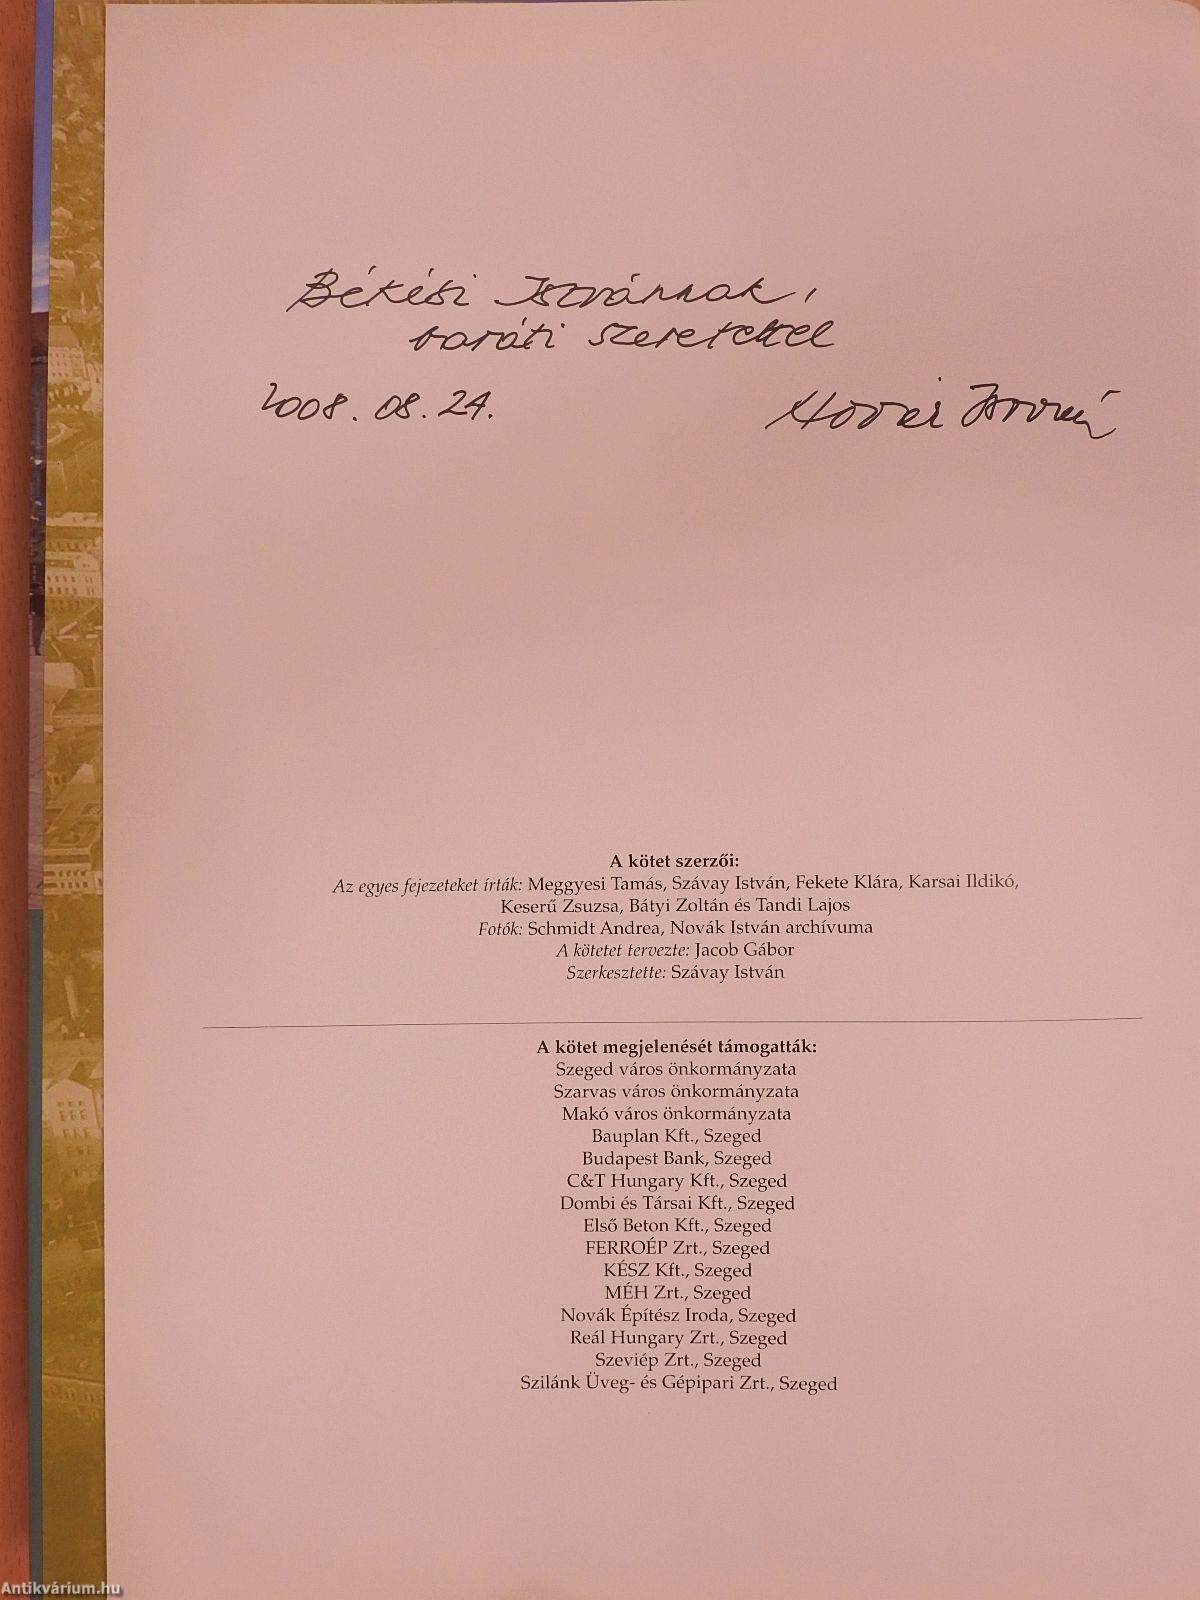 Békési Istvánnak,
baráti szeretettel
2008. 08. 24.
István
A kötet szerzői:
Az egyes fejezeteket írták: Meggyesi Tamás, Szávay István, Fekete Klára, Karsai Ildikó,
Keserű Zsuzsa, Bátyi Zoltán és Tandi Lajos
Fotók: Schmidt Andrea, Novák István archívuma
A kötetet tervezte: Jacob Gábor
Szerkesztette: Szávay István
A kötet megjelenését támogatták:
Szeged város önkormányzata
Szarvas város önkormányzata
Makó város önkormányzata
Bauplan Kft., Szeged
Budapest Bank, Szeged
C&T Hungary Kft., Szeged
Dombi és Társai Kft., Szeged
Első Beton Kft., Szeged
FERROÉP Zrt., Szeged
KÉSZ Kft., Szeged
MÉH Zrt., Szeged
Novák Építész Iroda, Szeged
Reál Hungary Zrt., Szeged
Szeviép Zrt., Szeged
Szilánk Üveg- és Gépipari Zrt., Szeged
Antikvárium.hu